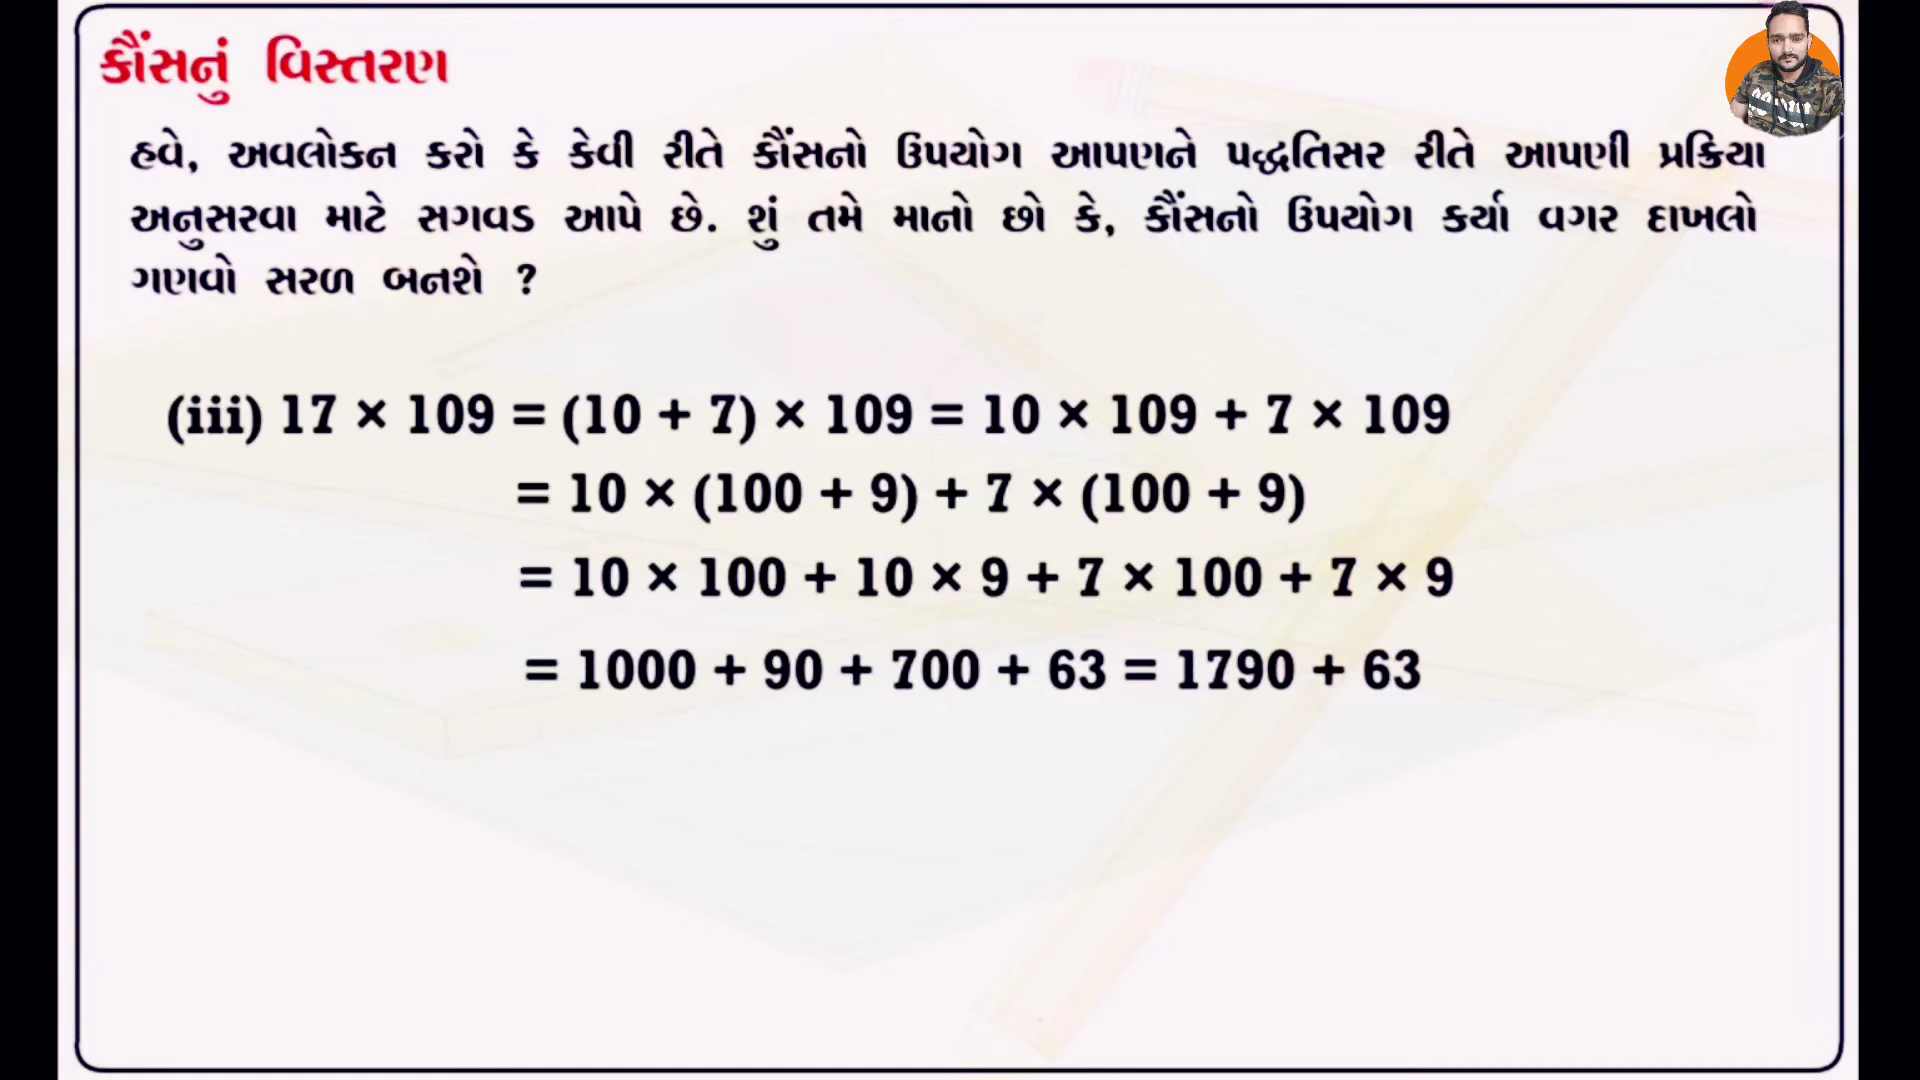 કૌંસનું વિસ્તરણ
હવે, અવલોકન કરો કે કેવી રીતે કૌંસનો ઉપયોગ આપણને પદ્ધતિસર રીતે આપણી પ્રક્રિયા
અનુસરવા માટે સગવડ આપે છે. શું તમે માનો છો કે, કૌંસનો ઉપયોગ કર્યા વગર દાખલો
ગણવો સરળ બનશે ?
(iii) 17 × 109 = (10 + 7) × 109 = 10 × 109 + 7 × 109
= 10 × (100 + 9) + 7 × (100 + 9)
= 10 × 100 + 10 × 9 + 7 × 100 + 7 × 9
= 1000 + 90 + 700 + 63 = 1790 + 63